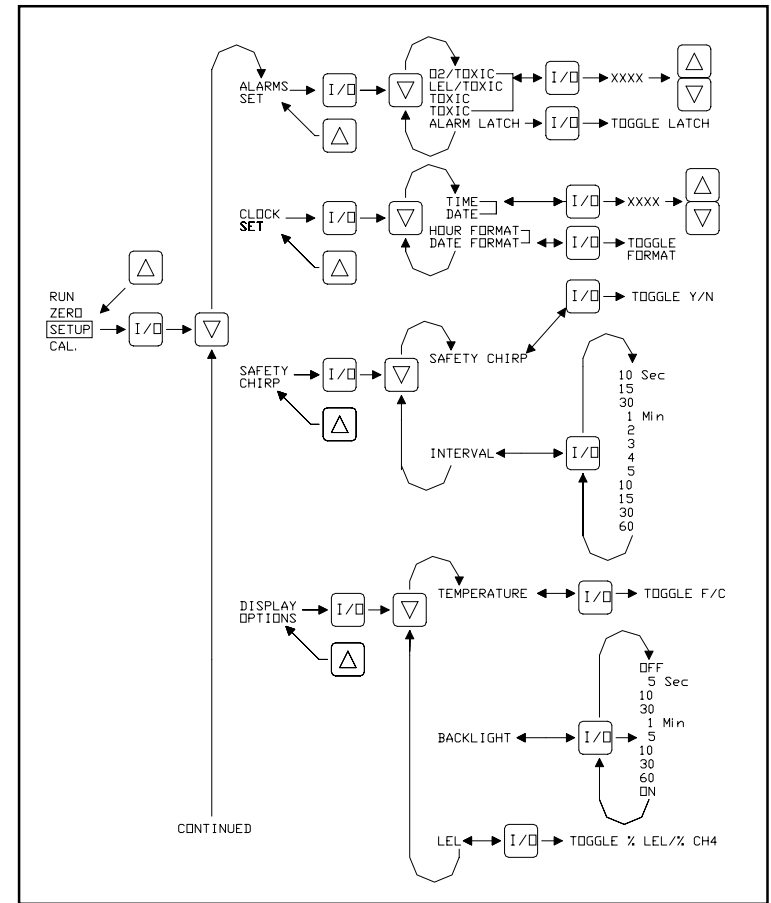 ALARMS
SET
I/O
O2/TOXIC
LEL/TOXIC
TOXIC
TOXIC
ALARM LATCH
I/O
XXXX
I/O
TOGGLE LATCH
CLOCK
SET
I/O
TIME
DATE
HOUR FORMAT
DATE FORMAT
I/O
XXXX
I/O
TOGGLE
FORMAT
RUN
ZERO
SETUP
CAL.
I/O
SAFETY
CHIRP
I/O
SAFETY CHIRP
I/O
TOGGLE Y/N
INTERVAL
I/O
10 Sec
15
30
1 Min
2
3
4
5
10
15
30
60
DISPLAY
OPTIONS
I/O
TEMPERATURE
I/O
TOGGLE F/C
BACKLIGHT
I/O
OFF
5 Sec
10
30
1 Min
5
10
30
60
ON
LEL
I/O
TOGGLE % LEL/% CH4
CONTINUED